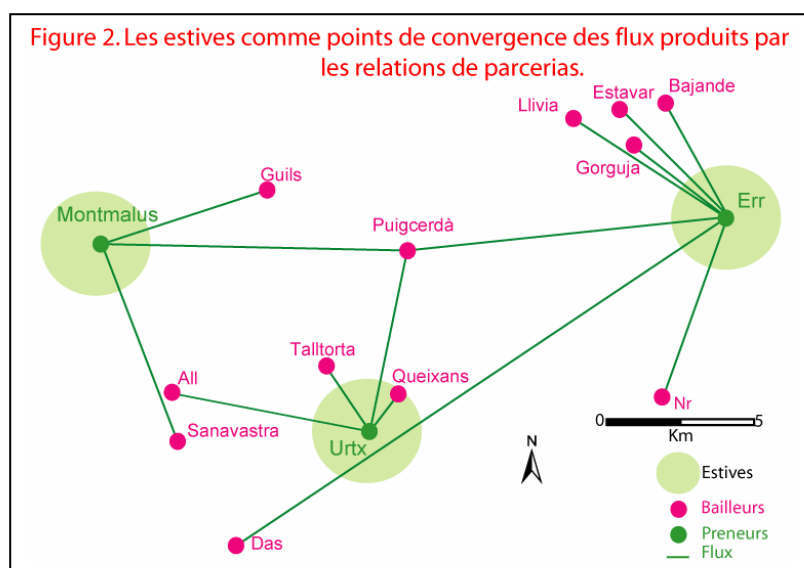 Figure 2. Les estives comme points de convergence des flux produits par
les relations de parcerias.
Llivia
Estavar
Bajande
Gorguja
Guils
Montmalus
Err
Puigcerdà
Talltorta
All
Queixans
Sanavastra
Urtx
Nr
0
5
Km
N
Das
Estives
Bailleurs
Preneurs
Flux